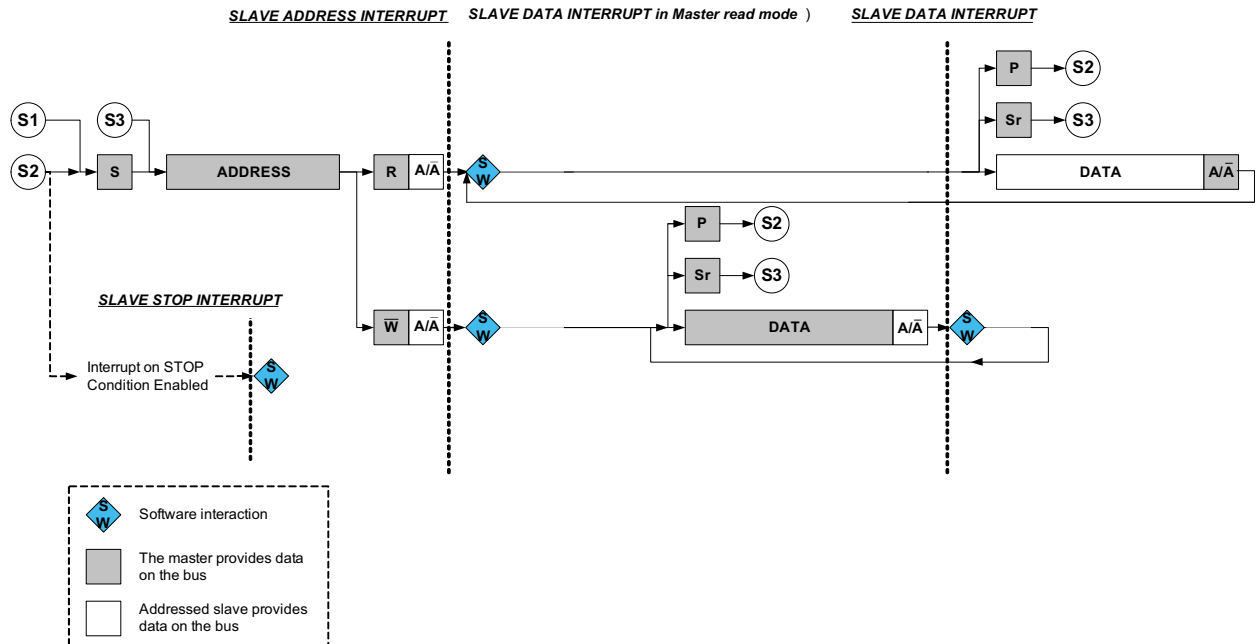 SLAVE ADDRESS INTERRUPT
SLAVE DATA INTERRUPT in Master read mode )
SLAVE DATA INTERRUPT
P
S2
S1
S3
Sr
S3
S2
S
ADDRESS
R
A/A̅
S
W
DATA
A/A̅
P
S2
Sr
S3
SLAVE STOP INTERRUPT
W̅
A/A̅
S
W
DATA
A/A̅
S
W
Interrupt on STOP
Condition Enabled
S
W
S
W
Software interaction
The master provides data
on the bus
Addressed slave provides
data on the bus